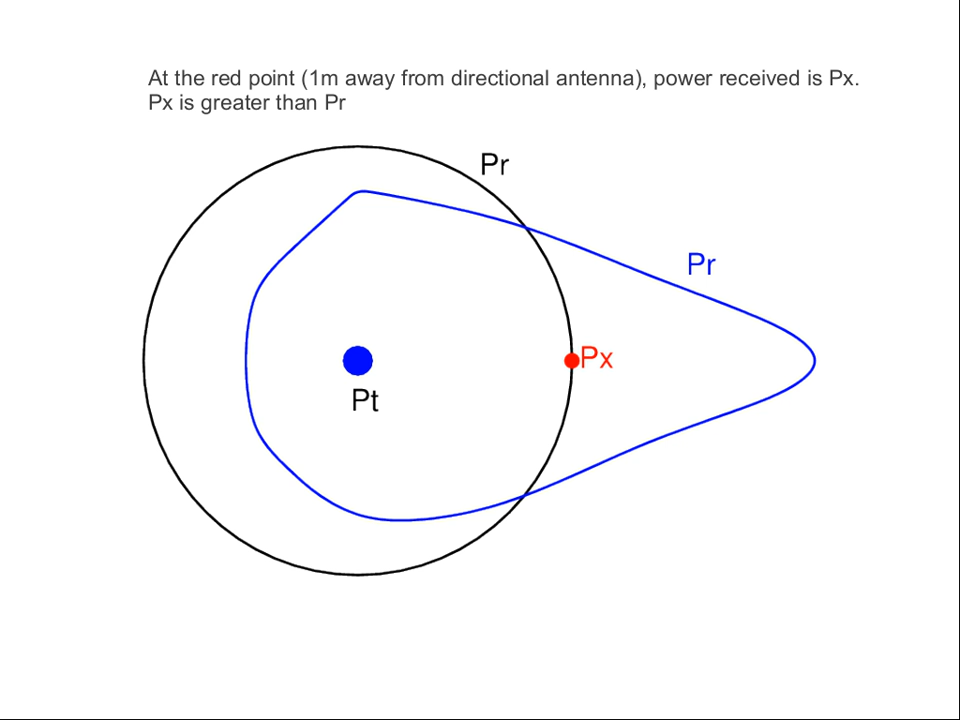 At the red point (1m away from directional antenna), power received is Px.
Px is greater than Pr
Pr
Pr
Px
Pt